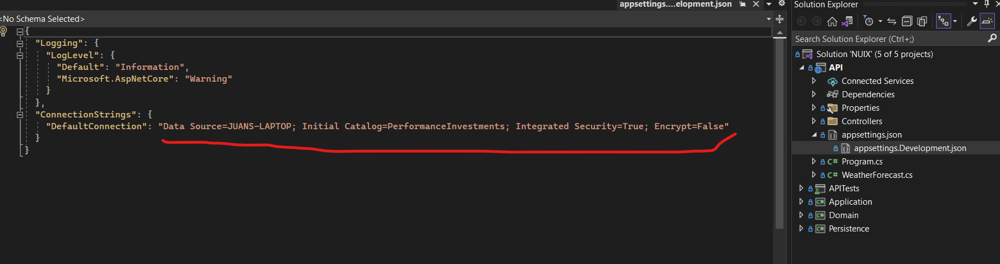 appsettings....elopment.json
<No Schema Selected>
{
"Logging": {
"LogLevel": {
"Default": "Information",
"Microsoft.AspNetCore": "Warning"
}
},
"ConnectionStrings": {
"DefaultConnection": "Data Source=JUANS-LAPTOP; Initial Catalog=PerformanceInvestments; Integrated Security=True; Encrypt=False"
}
}
Solution Explorer
Search Solution Explorer (Ctrl+;)
Solution 'NUIX' (5 of 5 projects)
API
Connected Services
Dependencies
Properties
Controllers
appsettings.json
appsettings.Development.json
C# Program.cs
C# WeatherForecast.cs
APITests
C# Application
C# Domain
C# Persistence